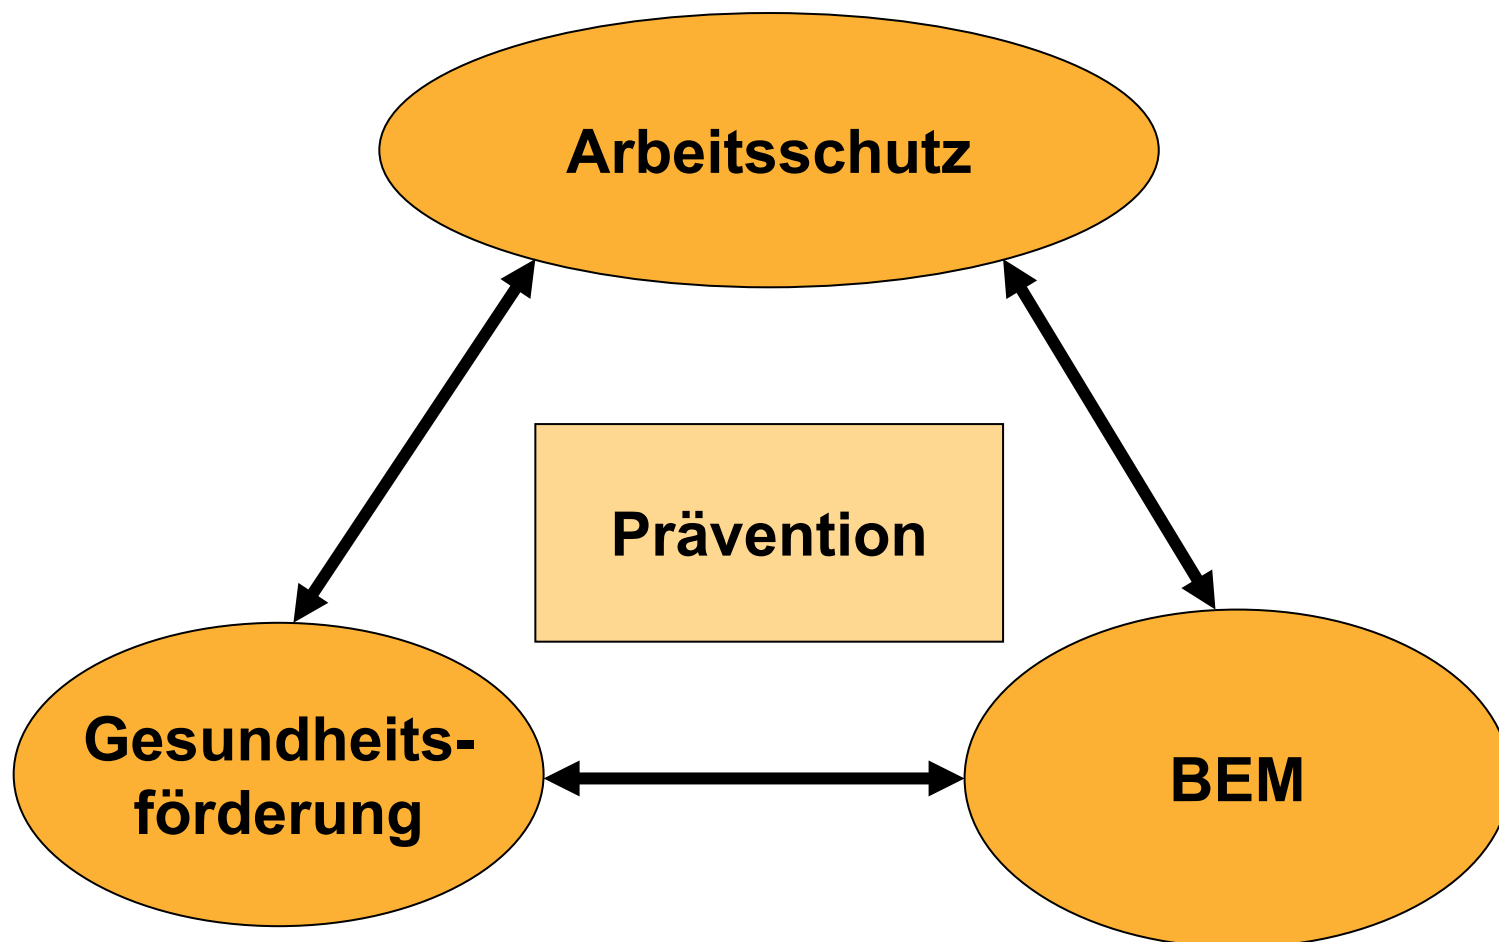 Arbeitsschutz
Prävention
Gesundheits-
förderung
BEM